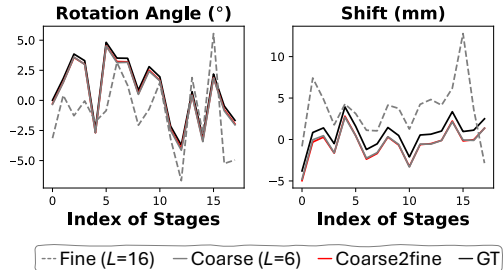 Rotation Angle (°)
Shift (mm)
5.0
2.5
0.0
-2.5
-5.0
0 5 10 15
10
5
0
-5
0 5 10 15
Index of Stages
Index of Stages
Fine (L=16) Coarse (L=6) Coarse2fine GT